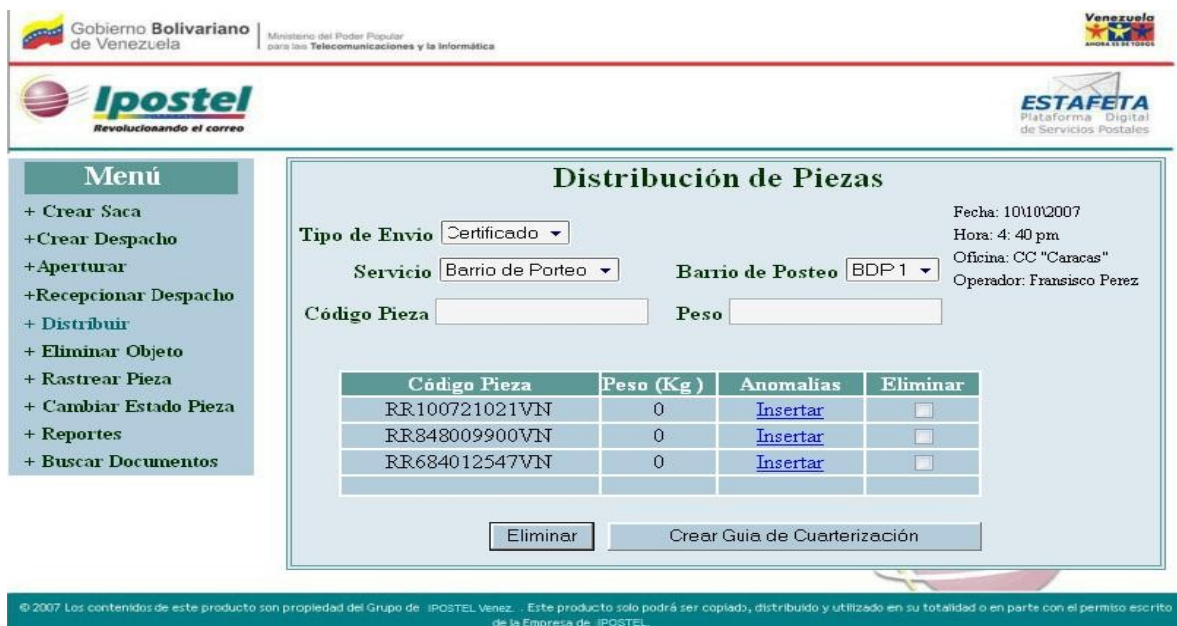 Gobierno Bolivariano
de Venezuela
Ministerio del Poder Popular
para las Telecomunicaciones y la Informática
Venezuela
AHORA ES DE TODOS
Ipostel
Revolucionando el correo
ESTAFETA
Plataforma Digital
de Servicios Postales
Menú
+ Crear Saca
+Crear Despacho
+Aperturar
+Recepcionar Despacho
+ Distribuir
+ Eliminar Objeto
+ Rastrear Pieza
+ Cambiar Estado Pieza
+ Reportes
+ Buscar Documentos
Distribución de Piezas
Fecha: 10\10\2007
Hora: 4: 40 pm
Oficina: CC "Caracas"
Operador: Fransisco Perez
Tipo de Envio Certificado
Servicio Barrio de Porteo Barrio de Posteo BDP 1
Código Pieza Peso
Código Pieza Peso (Kg ) Anomalías Eliminar
RR100721021VN 0 Insertar
RR848009900VN 0 Insertar
RR684012547VN 0 Insertar
Eliminar Crear Guia de Cuarterización
© 2007 Los contenidos de este producto son propiedad del Grupo de IPOSTEL Venez. . Este producto solo podrá ser copiado, distribuido y utilizado en su totalidad o en parte con el permiso escrito
de la Empresa de IPOSTEL.